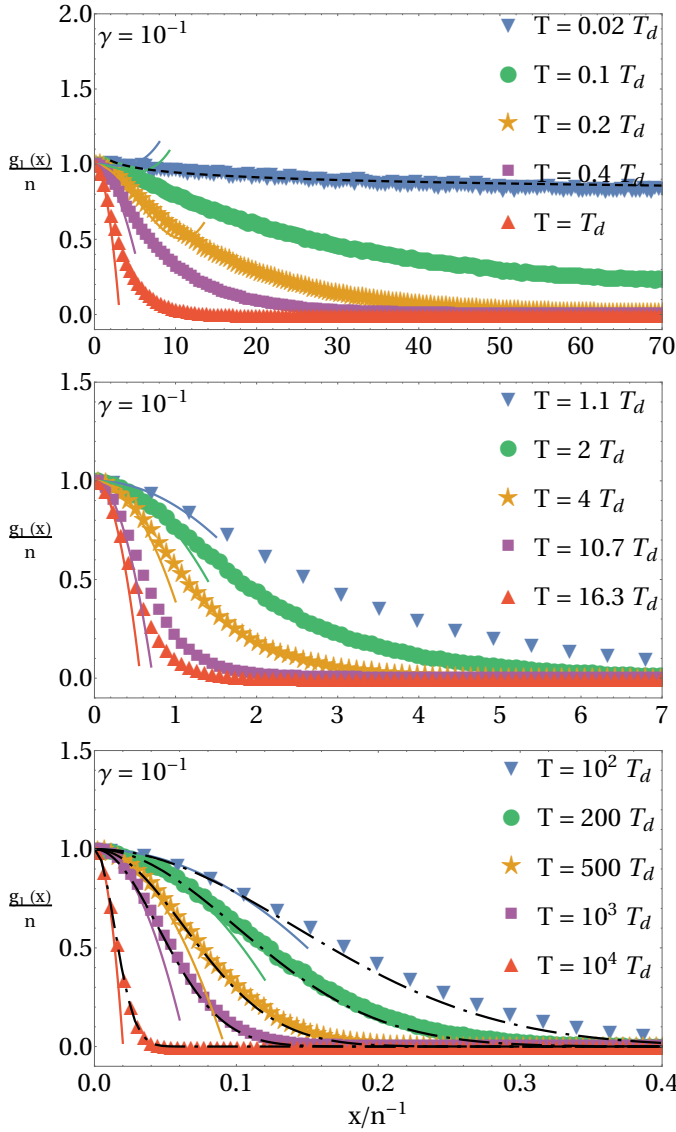 2.0
γ = 10⁻¹
T = 0.02 T_d
1.5
T = 0.1 T_d
T = 0.2 T_d
1.0
g₁(x)
n
T = 0.4 T_d
0.5
T = T_d
0.0
0 10 20 30 40 50 60 70
1.5
γ = 10⁻¹
T = 1.1 T_d
T = 2 T_d
1.0
T = 4 T_d
g₁(x)
n
T = 10.7 T_d
0.5
T = 16.3 T_d
0.0
0 1 2 3 4 5 6 7
1.5
γ = 10⁻¹
T = 10² T_d
T = 200 T_d
1.0
T = 500 T_d
g₁(x)
n
T = 10³ T_d
0.5
T = 10⁴ T_d
0.0
0.0 0.1 0.2 0.3 0.4
x/n⁻¹